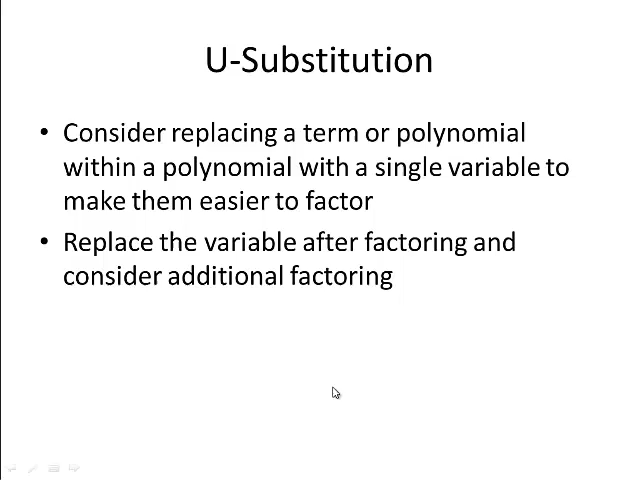 U-Substitution
• Consider replacing a term or polynomial
within a polynomial with a single variable to
make them easier to factor
• Replace the variable after factoring and
consider additional factoring